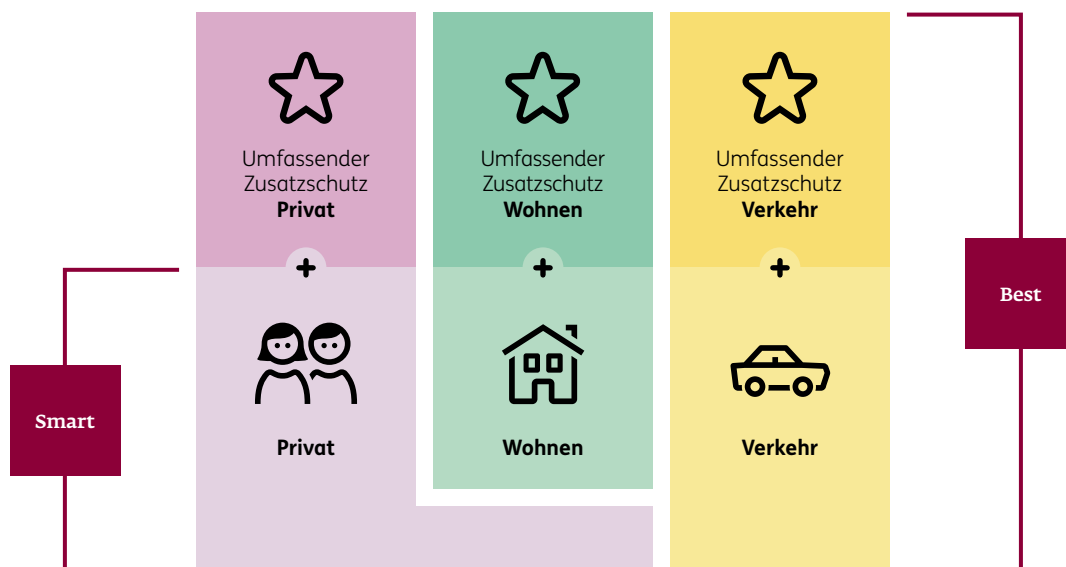 Umfassender
Zusatzschutz
Privat
Umfassender
Zusatzschutz
Wohnen
Umfassender
Zusatzschutz
Verkehr
+
+
+
Best
Smart
Privat
Wohnen
Verkehr